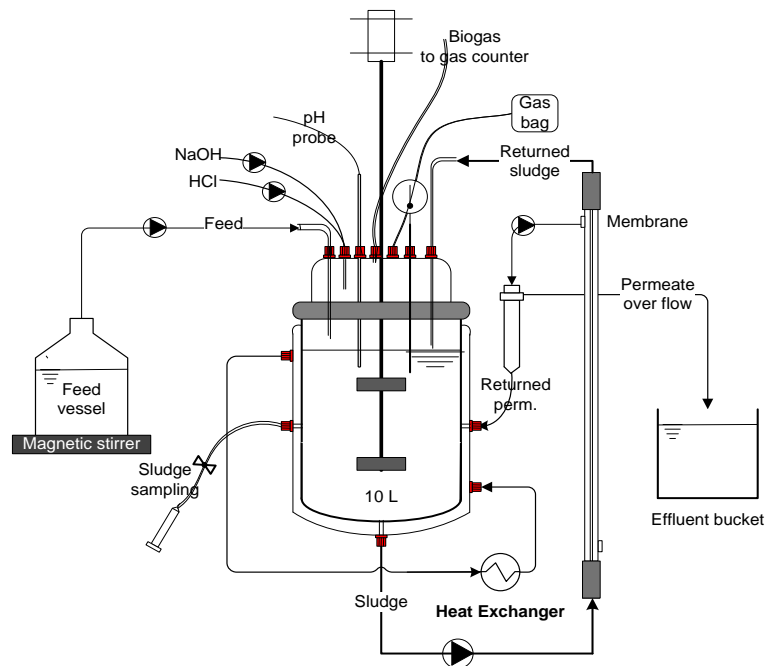 Biogas
to gas counter
Gas
bag
pH
probe
NaOH
HCl
Returned
sludge
Feed
Membrane
Permeate
over flow
Feed
vessel
Magnetic stirrer
Returned
perm.
Sludge
sampling
10 L
Effluent bucket
Sludge
Heat Exchanger